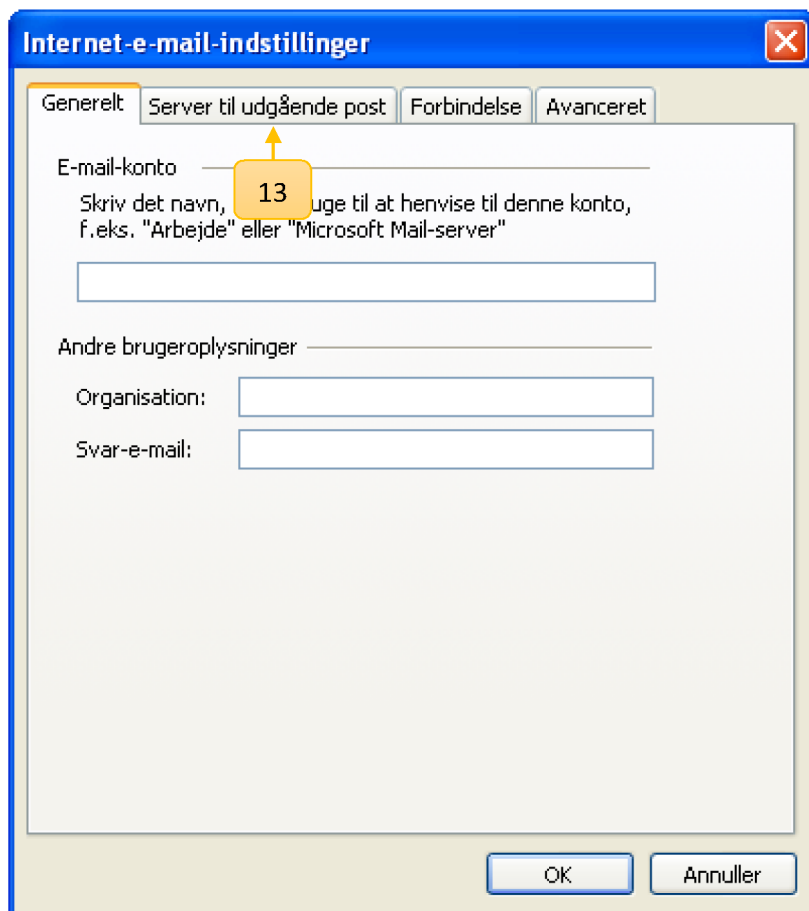 Internet-e-mail-indstillinger
Generelt
Server til udgående post
Forbindelse
Avanceret
E-mail-konto
13
Skriv det navn, uge til at henvise til denne konto,
f.eks. "Arbejde" eller "Microsoft Mail-server"
Andre brugeroplysninger
Organisation:
Svar-e-mail:
OK
Annuller